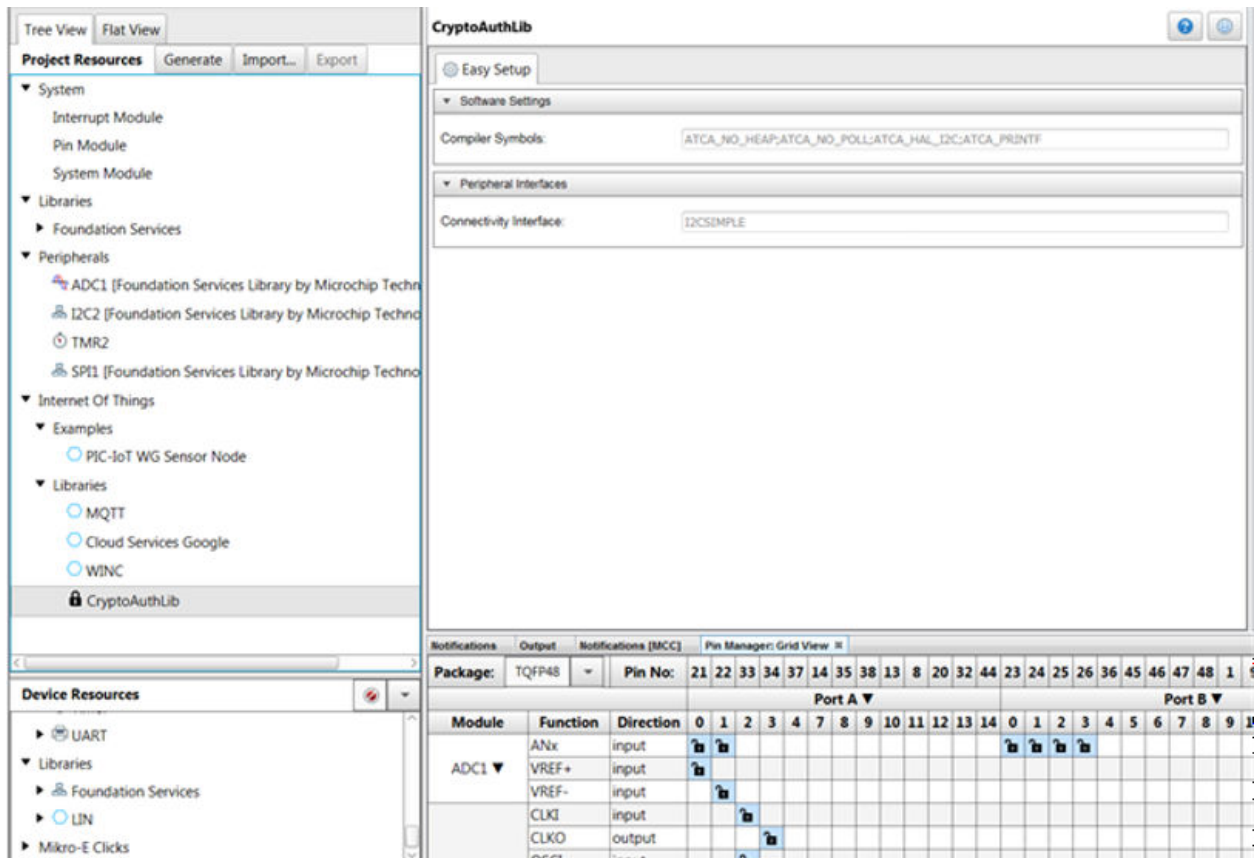 Tree View Flat View
Project Resources Generate Import... Export
System
Interrupt Module
Pin Module
System Module
Libraries
Foundation Services
Peripherals
ADC1 [Foundation Services Library by Microchip Techn
I2C2 [Foundation Services Library by Microchip Techno
TMR2
SPI1 [Foundation Services Library by Microchip Techno
Internet Of Things
Examples
PIC-IoT WG Sensor Node
Libraries
MQTT
Cloud Services Google
WINC
CryptoAuthLib
Device Resources
UART
Libraries
Foundation Services
LIN
Mikro-E Clicks
CryptoAuthLib
Easy Setup
Software Settings
Compiler Symbols: ATCA_NO_HEAP;ATCA_NO_POLL;ATCA_HAL_I2C;ATCA_PRINTF
Peripheral Interfaces
Connectivity Interface: I2CSIMPLE
Notifications Output Notifications [MCC] Pin Manager: Grid View
Package: TQFP48 Pin No: 21 22 33 34 37 14 35 38 13 8 20 32 44 23 24 25 26 36 45 46 47 48 1
Port A ▼ Port B ▼
Module Function Direction 0 1 2 3 4 7 8 9 10 11 12 13 14 0 1 2 3 4 5 6 7 8 9
ANx input
ADC1 ▼ VREF+ input
VREF- input
CLKI input
CLKO output